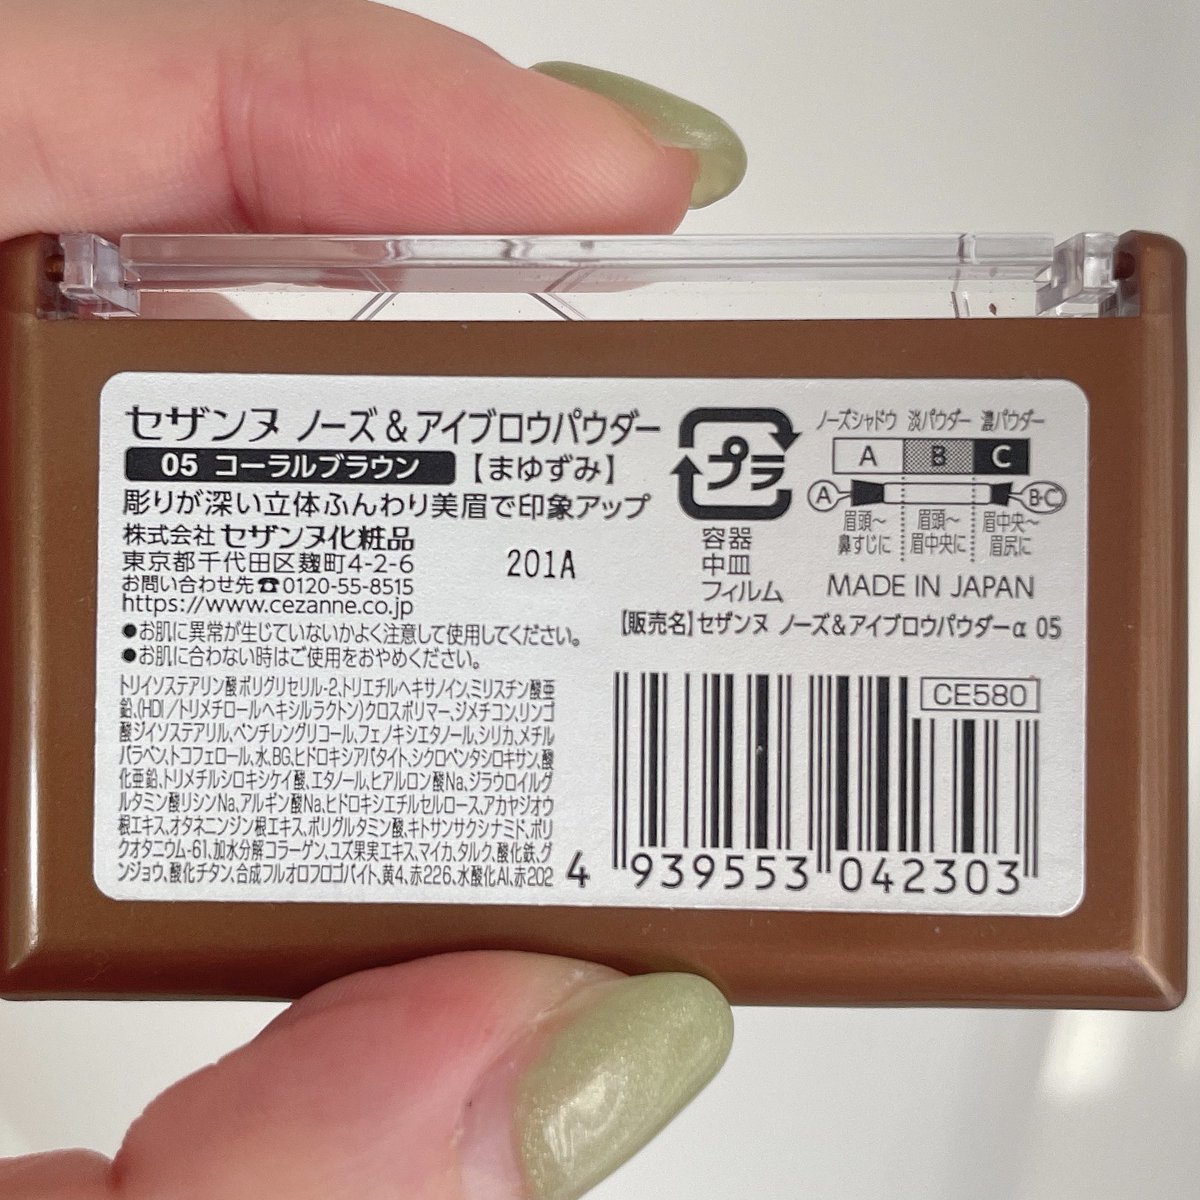 セザンヌ ノーズ&アイブロウパウダー
05 コーラルブラウン 【まゆずみ】
彫りが深い立体ふんわり美眉で印象アップ
株式会社 セザンヌ化粧品
東京都千代田区麹町4-2-6
お問い合わせ先☎0120-55-8515
https://www.cezanne.co.jp
201A
●お肌に異常が生じていないかよく注意して使用してください。
●お肌に合わない時はご使用をおやめください。
トリイソステアリン酸ポリグリセリル-2、トリエチルヘキサノイン、ミリスチン酸亜
鉛、(HDI/トリメチロールヘキシルラクトン)クロスポリマー、ジメチコン、リンゴ
酸ジイソステアリル、ペンチレングリコール、フェノキシエタノール、シリカ、メチル
パラベン、トコフェロール、水、BG、ヒドロキシアパタイト、シクロペンタシロキサン、酸
化亜鉛、トリメチルシロキシケイ酸、エタノール、ヒアルロン酸Na、ジラウロイルグ
ルタミン酸リシンNa、アルギン酸Na、ヒドロキシエチルセルロース、アカヤジオウ
根エキス、オタネニンジン根エキス、ポリグルタミン酸、キトサンサクシナミド、ポリ
クオタニウム-61、加水分解コラーゲン、ユズ果実エキス、マイカ、タルク、酸化鉄、グ
ンジョウ、酸化チタン、合成フルオロフロゴパイト、黄4、赤226、水酸化Al、赤202
プラ
容器
中皿
フィルム
ノーズシャドウ 淡パウダー 濃パウダー
A B C
A B・C
眉頭～
鼻すじに
眉頭～
眉中央に
眉中央～
眉尻に
MADE IN JAPAN
【販売名】セザンヌ ノーズ&アイブロウパウダーα 05
CE580
4 939553 042303